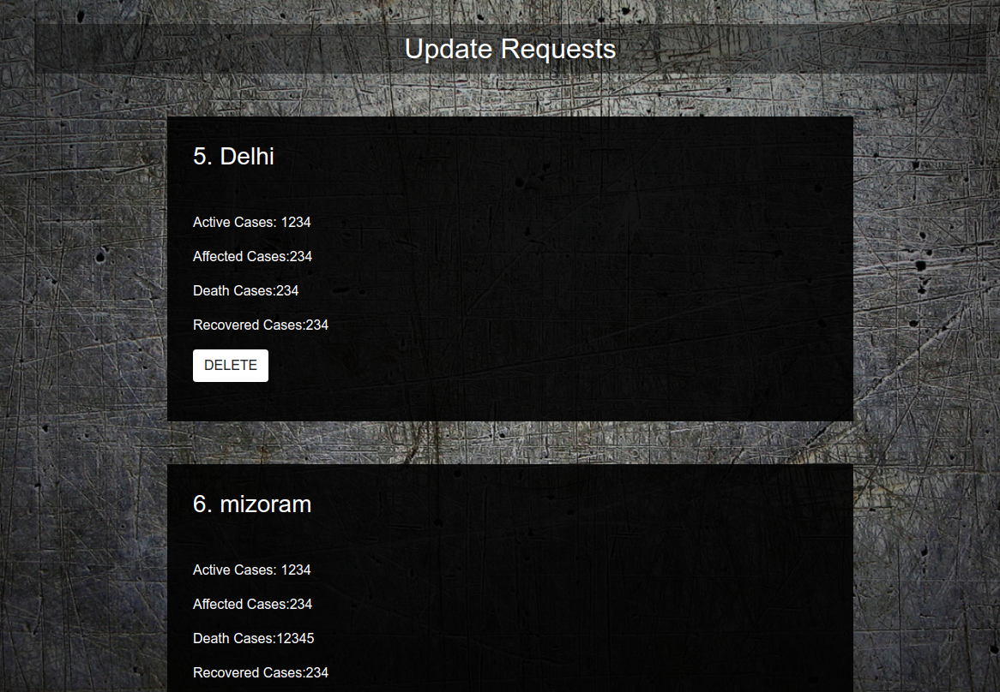 Update Requests
5. Delhi
Active Cases: 1234
Affected Cases:234
Death Cases:234
Recovered Cases:234
DELETE
6. mizoram
Active Cases: 1234
Affected Cases:234
Death Cases:12345
Recovered Cases:234